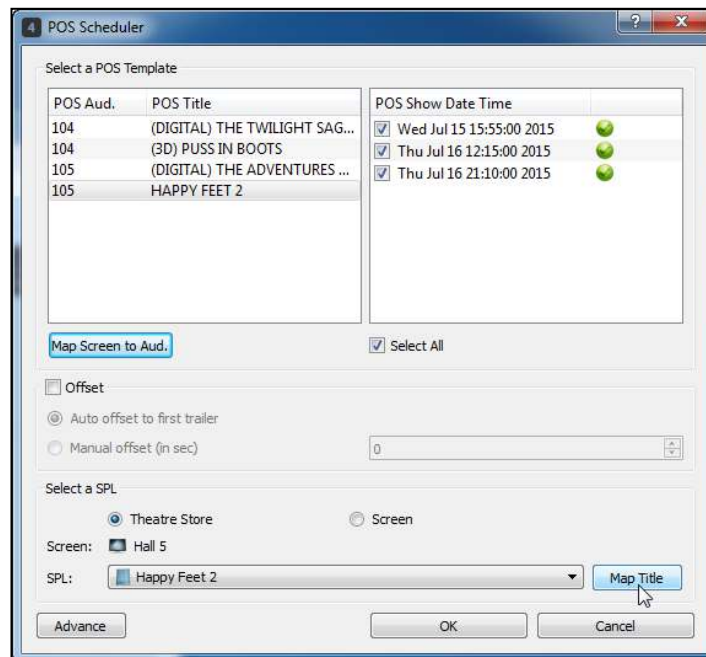 4 POS Scheduler ? X
Select a POS Template
POS Aud. POS Title
104 (DIGITAL) THE TWILIGHT SAG...
104 (3D) PUSS IN BOOTS
105 (DIGITAL) THE ADVENTURES ...
105 HAPPY FEET 2
POS Show Date Time
Wed Jul 15 15:55:00 2015
Thu Jul 16 12:15:00 2015
Thu Jul 16 21:10:00 2015
Map Screen to Aud.
Select All
Offset
Auto offset to first trailer
Manual offset (in sec) 0
Select a SPL
Theatre Store Screen
Screen: Hall 5
SPL: Happy Feet 2 Map Title
Advance OK Cancel